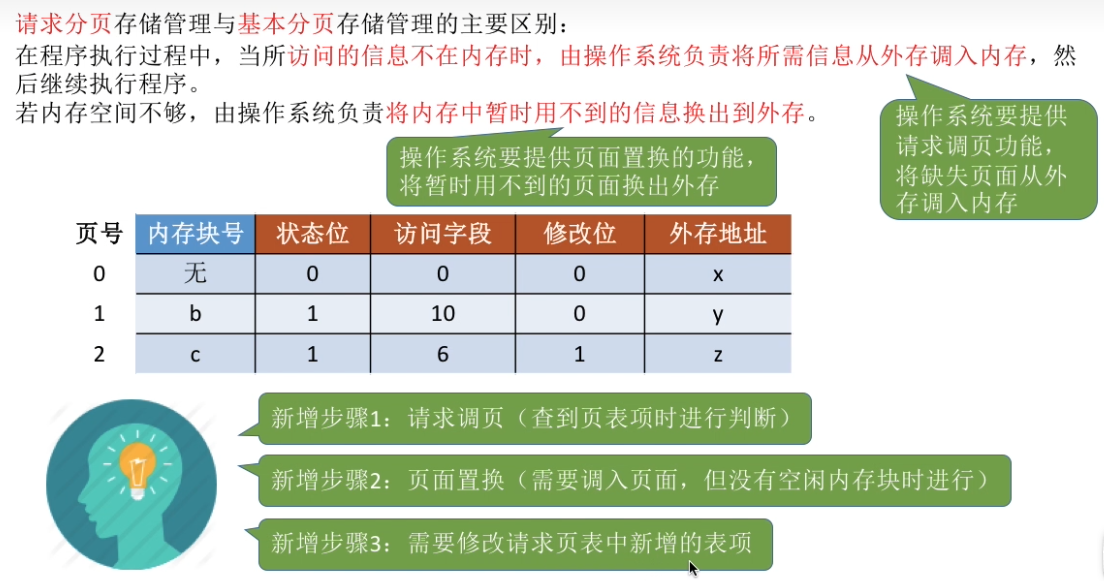 请求分页存储管理与基本分页存储管理的主要区别：
在程序执行过程中，当所访问的信息不在内存时，由操作系统负责将所需信息从外存调入内存，然
后继续执行程序。
若内存空间不够，由操作系统负责将内存中暂时用不到的信息换出到外存。
操作系统要提供
请求调页功能，
将缺失页面从外
存调入内存
操作系统要提供页面置换的功能，
将暂时用不到的页面换出外存
页号 内存块号 状态位 访问字段 修改位 外存地址
0 无 0 0 0 x
1 b 1 10 0 y
2 c 1 6 1 z
新增步骤1：请求调页（查到页表项时进行判断）
新增步骤2：页面置换（需要调入页面，但没有空闲内存块时进行）
新增步骤3：需要修改请求页表中新增的表项